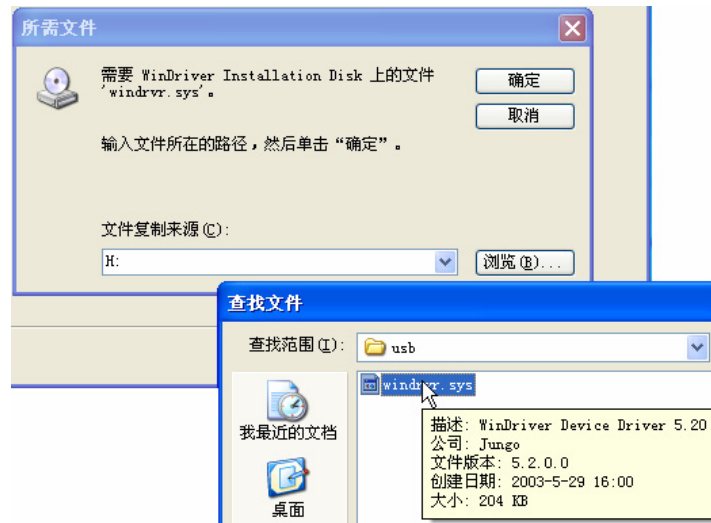 所需文件
需要 WinDriver Installation Disk 上的文件
'windrvr.sys'。
确定
取消
输入文件所在的路径，然后单击“确定”。
文件复制来源(C):
H:
浏览(B)...
查找文件
查找范围(I):
usb
windrvr.sys
我最近的文档
桌面
描述: WinDriver Device Driver 5.20
公司: Jungo
文件版本: 5.2.0.0
创建日期: 2003-5-29 16:00
大小: 204 KB